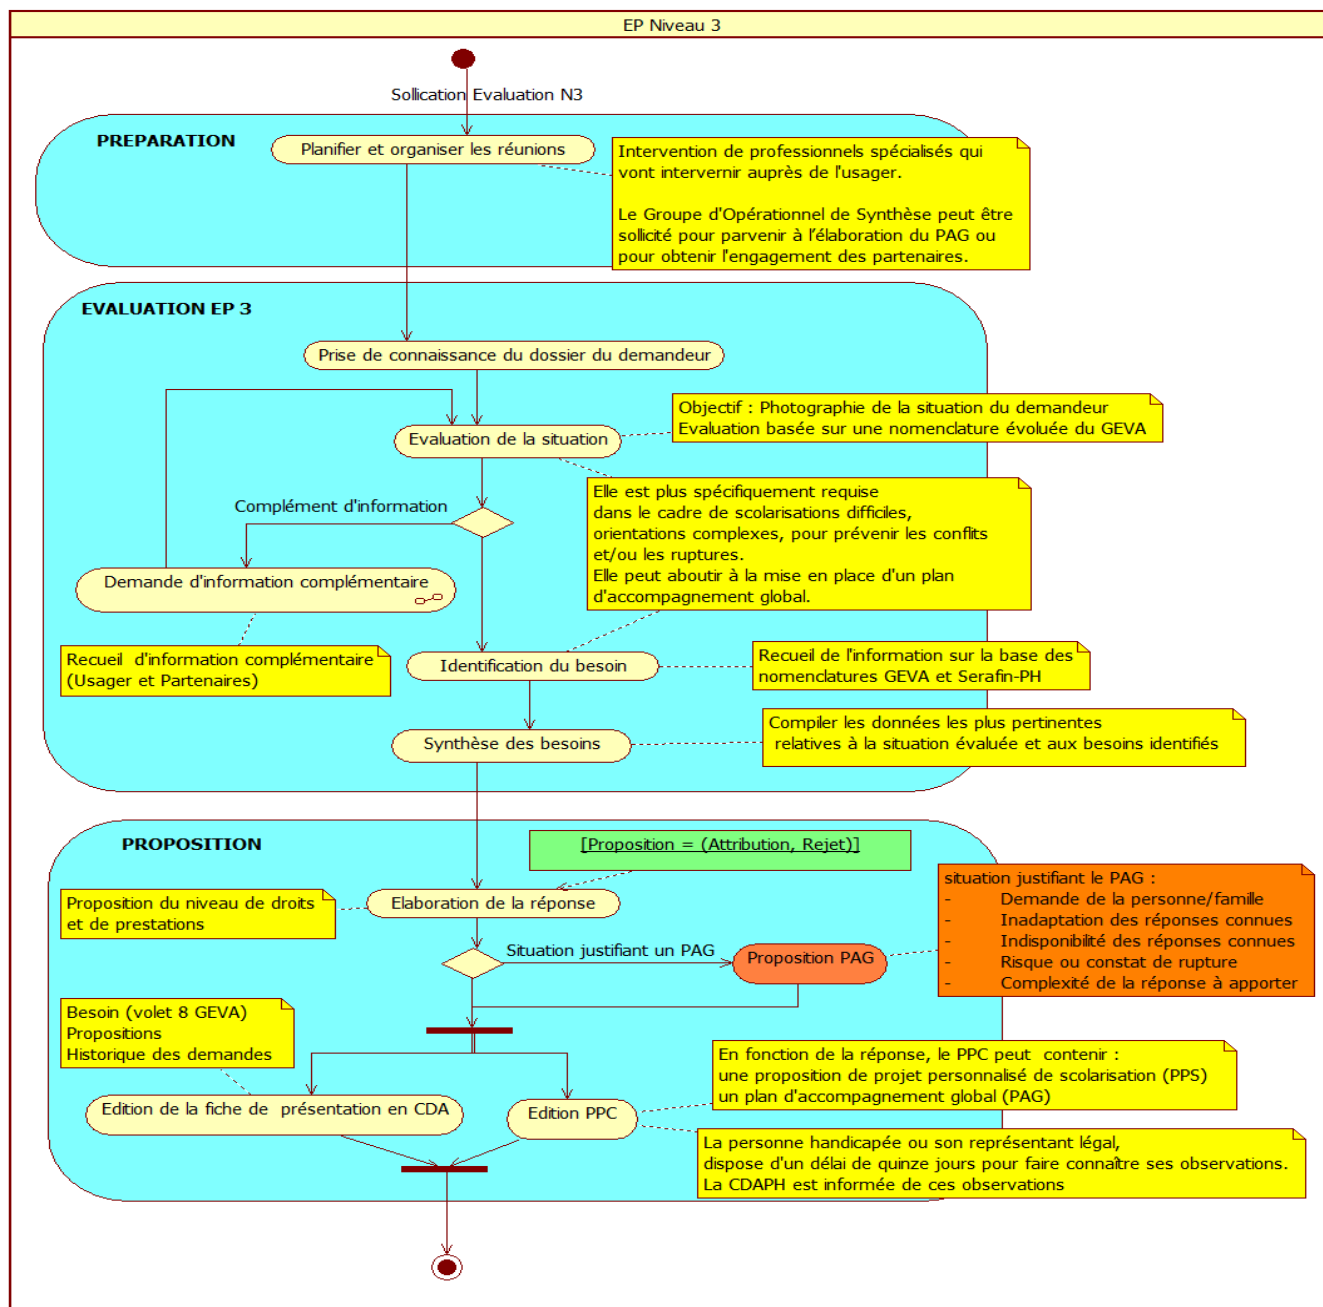 EP Niveau 3
Sollication Evaluation N3
PREPARATION
Planifier et organiser les réunions
Intervention de professionnels spécialisés qui
vont intervenir auprès de l'usager.
Le Groupe d'Opérationnel de Synthèse peut être
sollicité pour parvenir à l'élaboration du PAG ou
pour obtenir l'engagement des partenaires.
EVALUATION EP 3
Prise de connaissance du dossier du demandeur
Objectif : Photographie de la situation du demandeur
Evaluation basée sur une nomenclature évoluée du GEVA
Evaluation de la situation
Elle est plus spécifiquement requise
dans le cadre de scolarisations difficiles,
orientations complexes, pour prévenir les conflits
et/ou les ruptures.
Elle peut aboutir à la mise en place d'un plan
d'accompagnement global.
Complément d'information
Demande d'information complémentaire
Recueil d'information complémentaire
(Usager et Partenaires)
Identification du besoin
Recueil de l'information sur la base des
nomenclatures GEVA et Serafin-PH
Synthèse des besoins
Compiler les données les plus pertinentes
relatives à la situation évaluée et aux besoins identifiés
PROPOSITION
[Proposition = (Attribution, Rejet)]
Elaboration de la réponse
Proposition du niveau de droits
et de prestations
situation justifiant le PAG :
- Demande de la personne/famille
- Inadaptation des réponses connues
- Indisponibilité des réponses connues
- Risque ou constat de rupture
- Complexité de la réponse à apporter
Situation justifiant un PAG
Proposition PAG
Besoin (volet 8 GEVA)
Propositions
Historique des demandes
En fonction de la réponse, le PPC peut contenir :
une proposition de projet personnalisé de scolarisation (PPS)
un plan d'accompagnement global (PAG)
Edition de la fiche de présentation en CDA
Edition PPC
La personne handicapée ou son représentant légal,
dispose d'un délai de quinze jours pour faire connaître ses observations.
La CDAPH est informée de ces observations